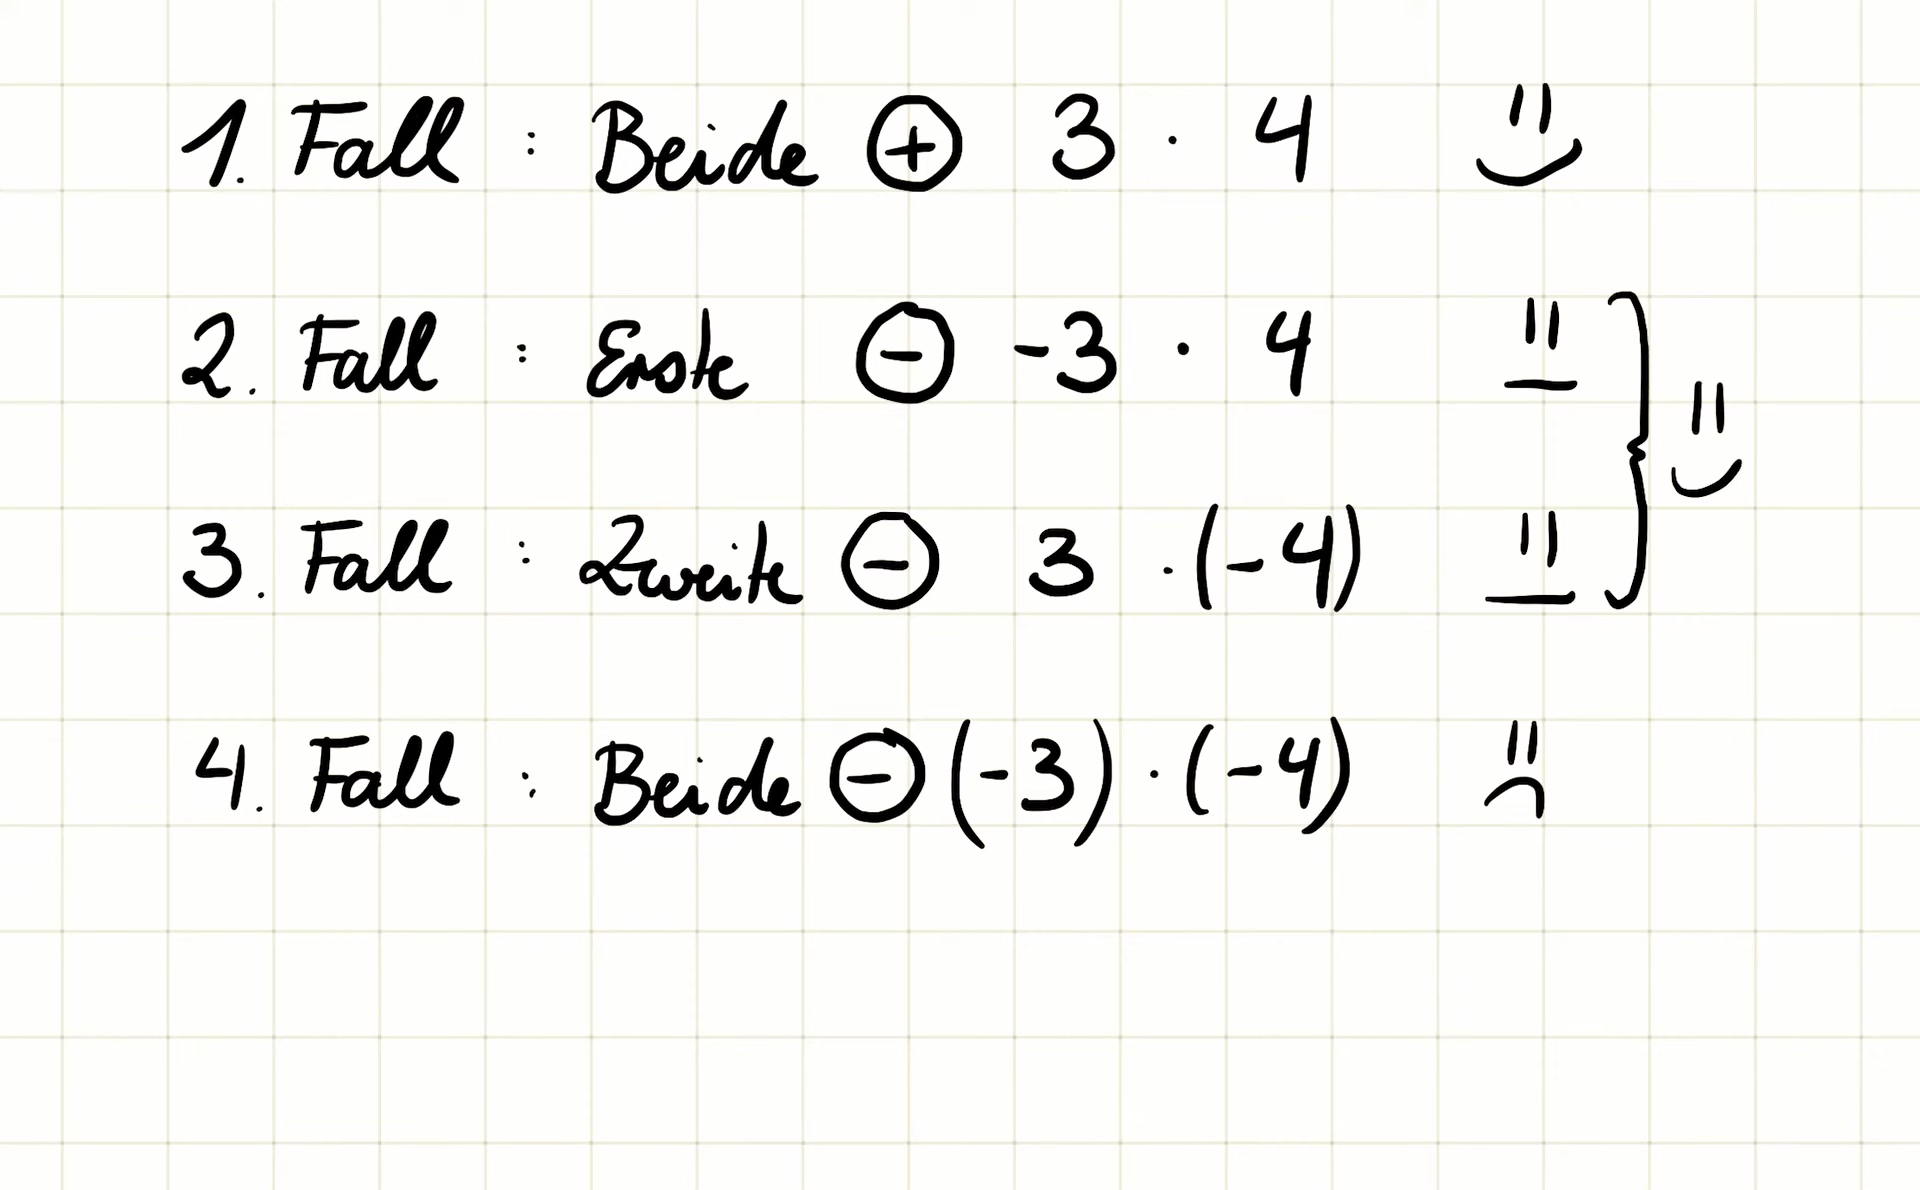 1. Fall : Beide ⊕ 3 · 4
2. Fall : Erste ⊖ -3 · 4
3. Fall : Zweite ⊖ 3 · (-4)
4. Fall : Beide ⊖ (-3) · (-4)